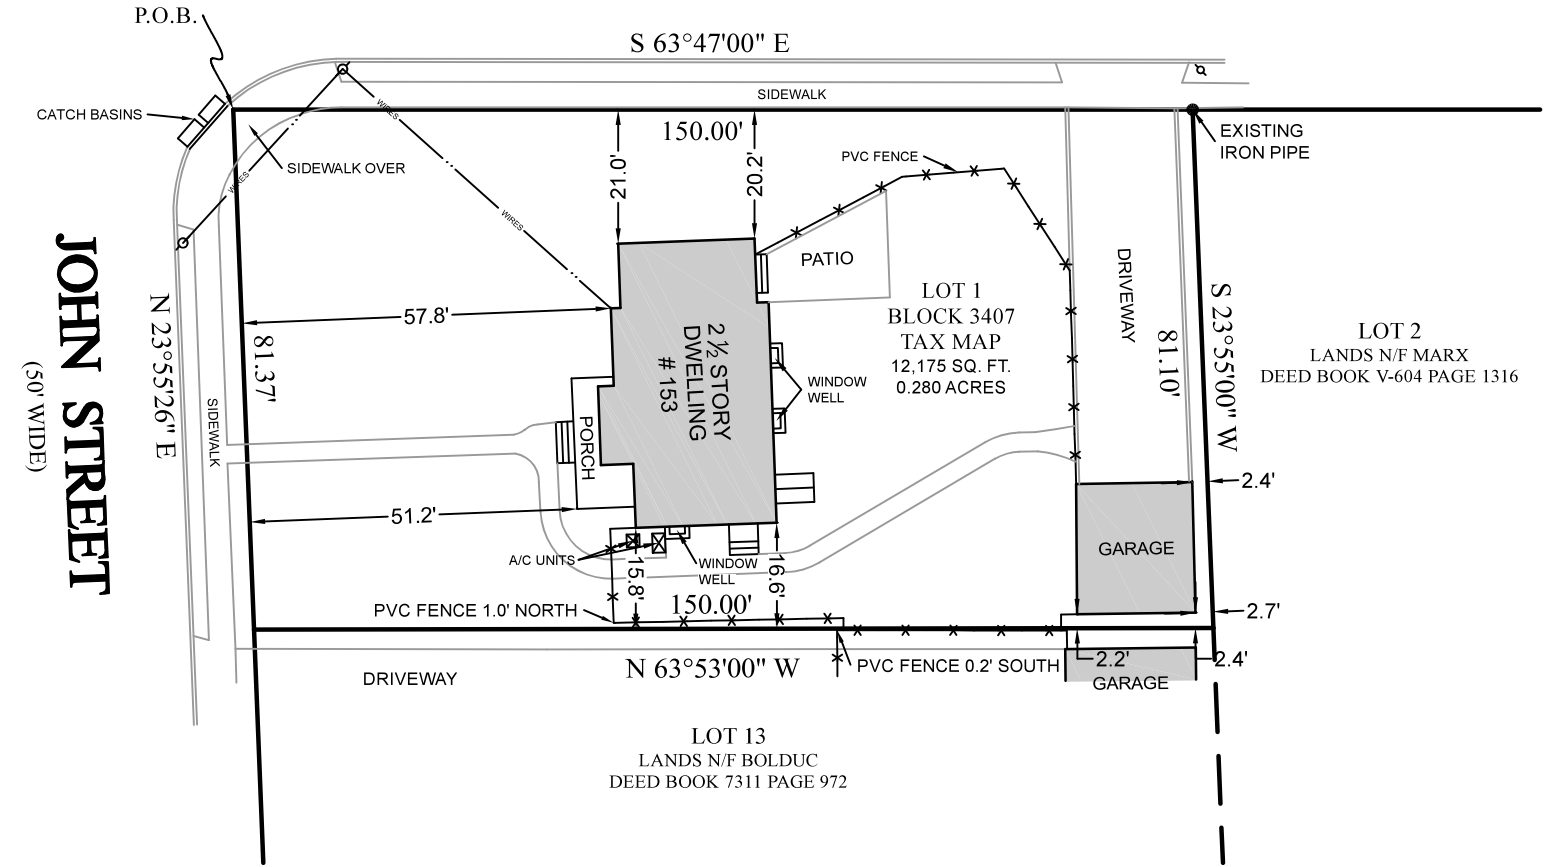 P.O.B.
S 63°47'00" E
CATCH BASINS
SIDEWALK
WIRES
150.00'
EXISTING
IRON PIPE
SIDEWALK OVER
PVC FENCE
21.0'
20.2'
WIRES
WIRES
JOHN STREET
(50' WIDE)
N 23°55'26" E
81.37'
SIDEWALK
57.8'
PATIO
LOT 1
BLOCK 3407
TAX MAP
12,175 SQ. FT.
0.280 ACRES
DRIVEWAY
81.10'
S 23°55'00" W
LOT 2
LANDS N/F MARX
DEED BOOK V-604 PAGE 1316
2 ½ STORY
DWELLING
# 153
WINDOW
WELL
PORCH
51.2'
2.4'
GARAGE
A/C UNITS
WINDOW
WELL
15.8'
16.6'
PVC FENCE 1.0' NORTH
150.00'
2.7'
N 63°53'00" W
PVC FENCE 0.2' SOUTH
2.2'
2.4'
DRIVEWAY
GARAGE
LOT 13
LANDS N/F BOLDUC
DEED BOOK 7311 PAGE 972